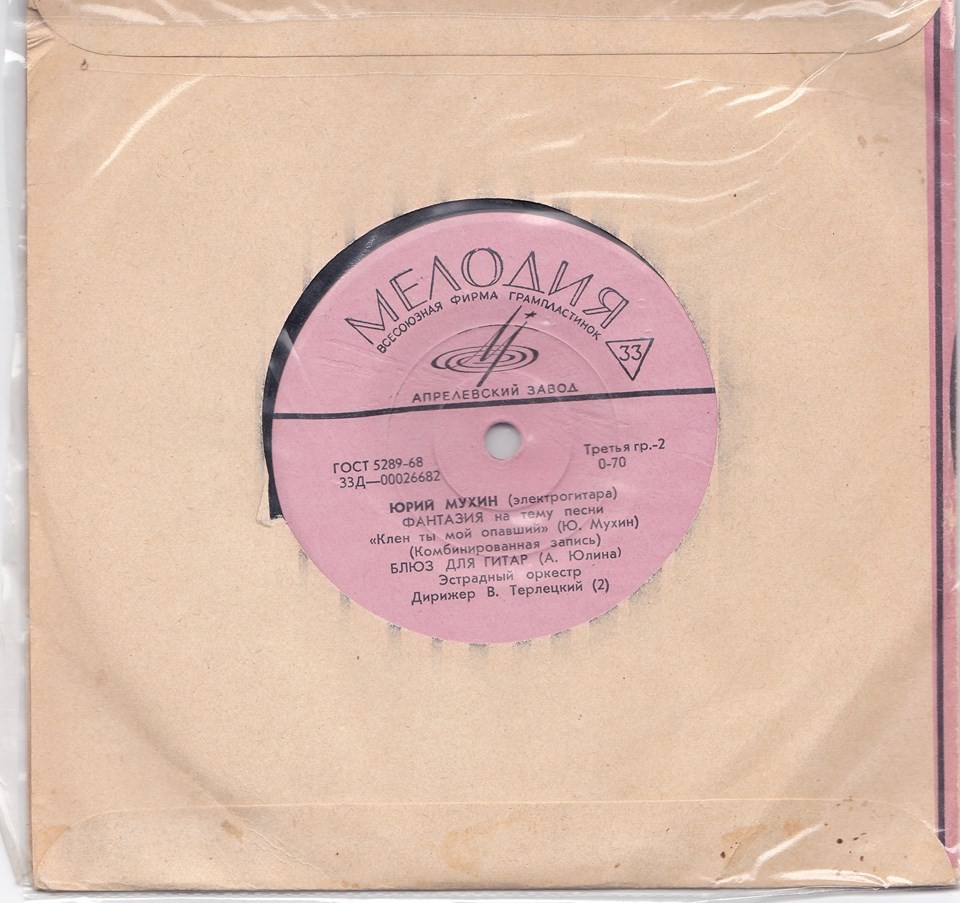 МЕЛОДИЯ
ВСЕСОЮЗНАЯ ФИРМА ГРАМПЛАСТИНОК
33
АПРЕЛЕВСКИЙ ЗАВОД
ГОСТ 5289-68
Третья гр.-2
33Д—00026682
0-70
ЮРИЙ МУХИН (электрогитара)
ФАНТАЗИЯ на тему песни
«Клен ты мой опавший» (Ю. Мухин)
(Комбинированная запись)
БЛЮЗ ДЛЯ ГИТАР (А. Юлина)
Эстрадный оркестр
Дирижер В. Терлецкий (2)